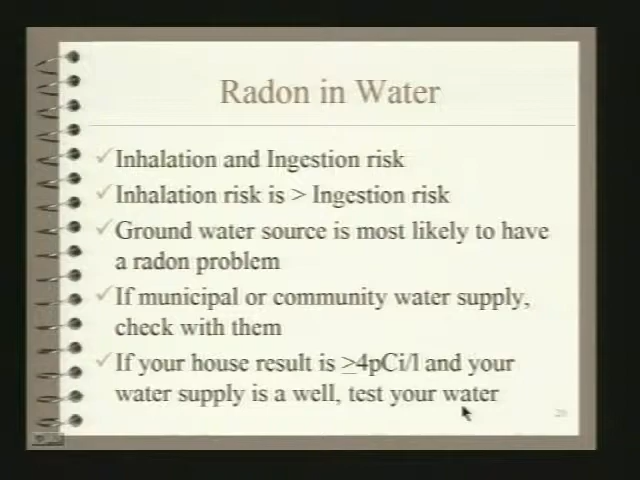 Radon in Water
Inhalation and Ingestion risk
Inhalation risk is > Ingestion risk
Ground water source is most likely to have
a radon problem
If municipal or community water supply,
check with them
If your house result is ≥4pCi/l and your
water supply is a well, test your water